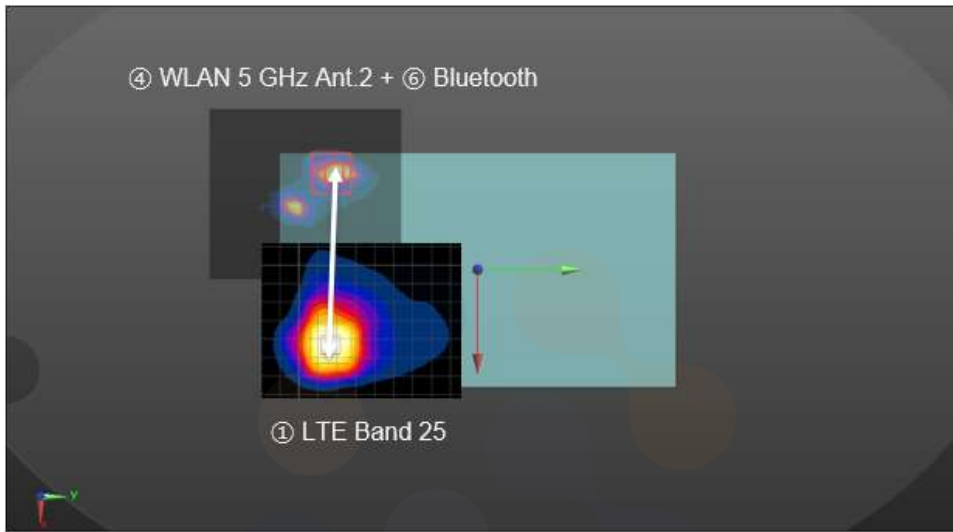 ④ WLAN 5 GHz Ant.2 + ⑥ Bluetooth
① LTE Band 25
y
x